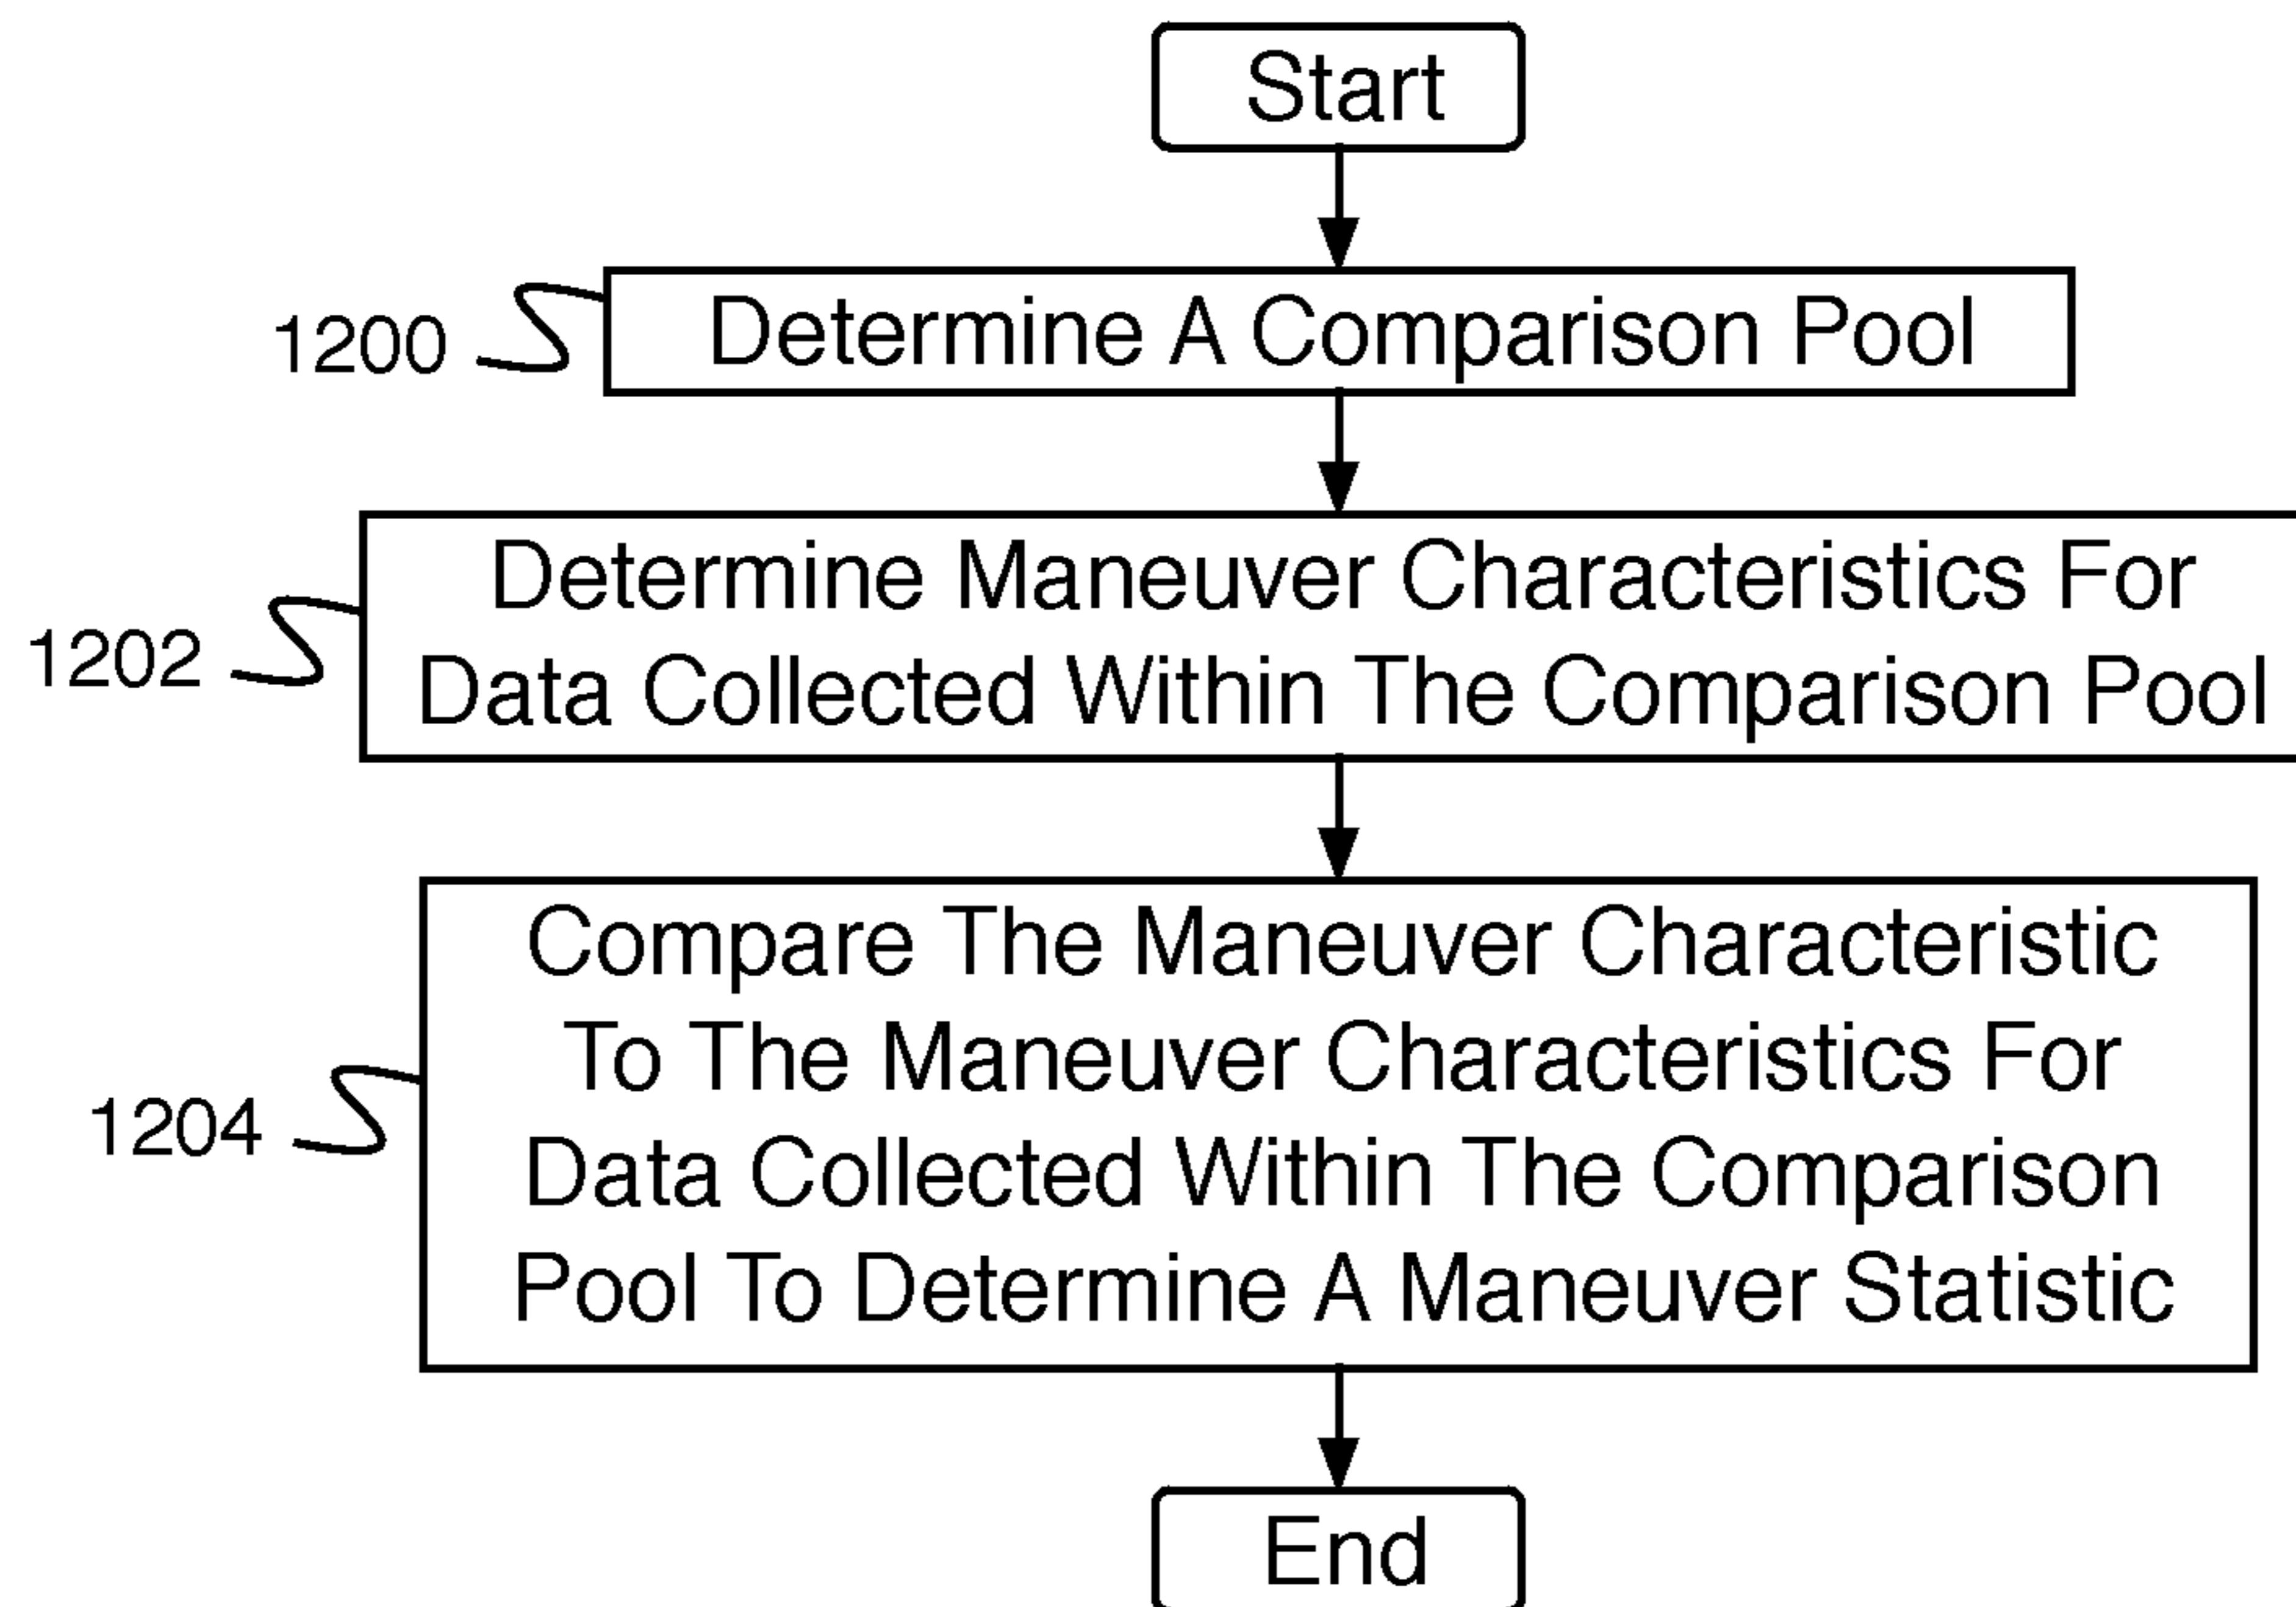 Start
1200
Determine A Comparison Pool
1202
Determine Maneuver Characteristics For
Data Collected Within The Comparison Pool
1204
Compare The Maneuver Characteristic
To The Maneuver Characteristics For
Data Collected Within The Comparison
Pool To Determine A Maneuver Statistic
End